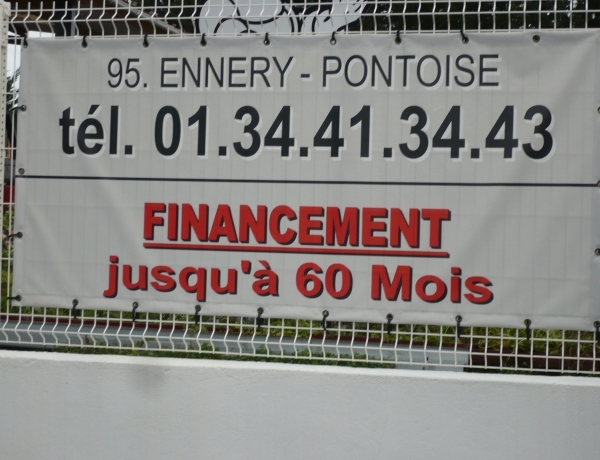 95. ENNERY - PONTOISE
tél. 01.34.41.34.43
FINANCEMENT
jusqu'à 60 Mois